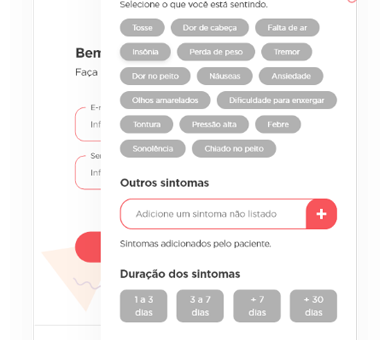 Selecione o que você está sentindo.
Tosse Dor de cabeça Falta de ar
Insônia Perda de peso Tremor
Dor no peito Náuseas Ansiedade
Olhos amarelados Dificuldade para enxergar
Tontura Pressão alta Febre
Sonolência Chiado no peito
Outros sintomas
Adicione um sintoma não listado +
Sintomas adicionados pelo paciente.
Duração dos sintomas
1 a 3 dias
3 a 7 dias
+ 7 dias
+ 30 dias
Bem
Faça
E-
Inf
Se
Inf